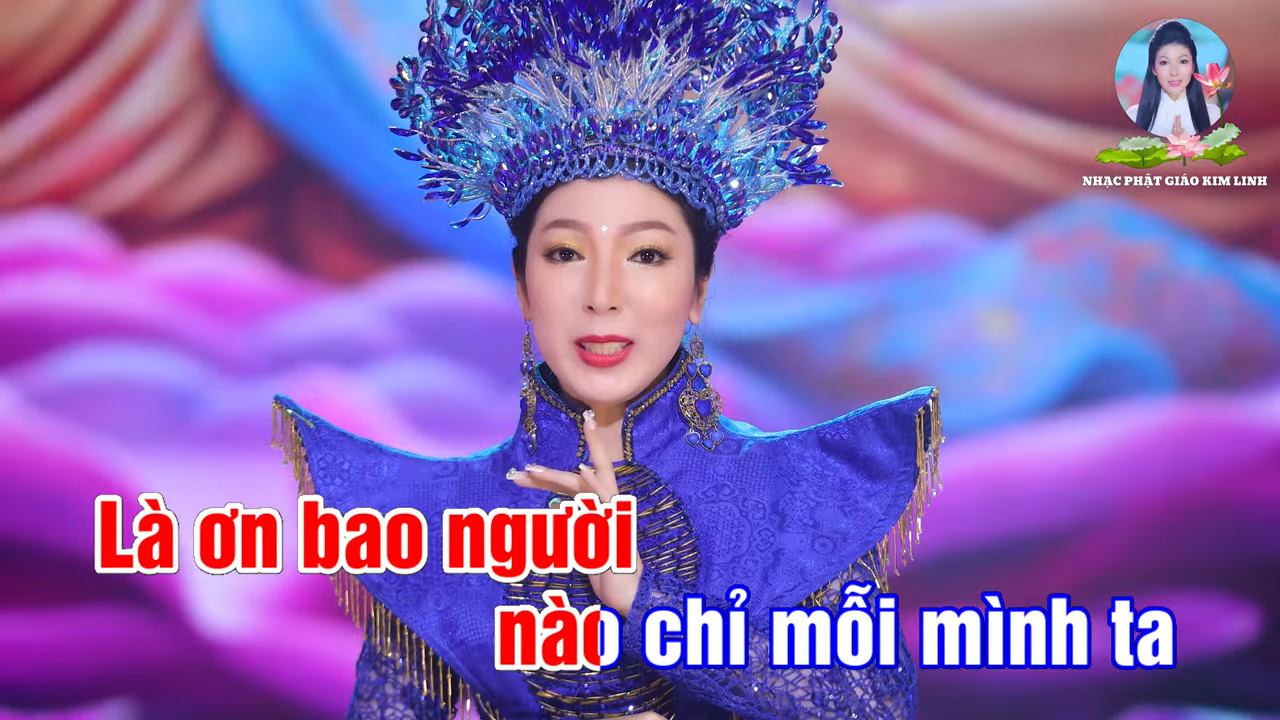 NHẠC PHẬT GIÁO KIM LINH
Là ơn bao người
nào chỉ mỗi mình ta